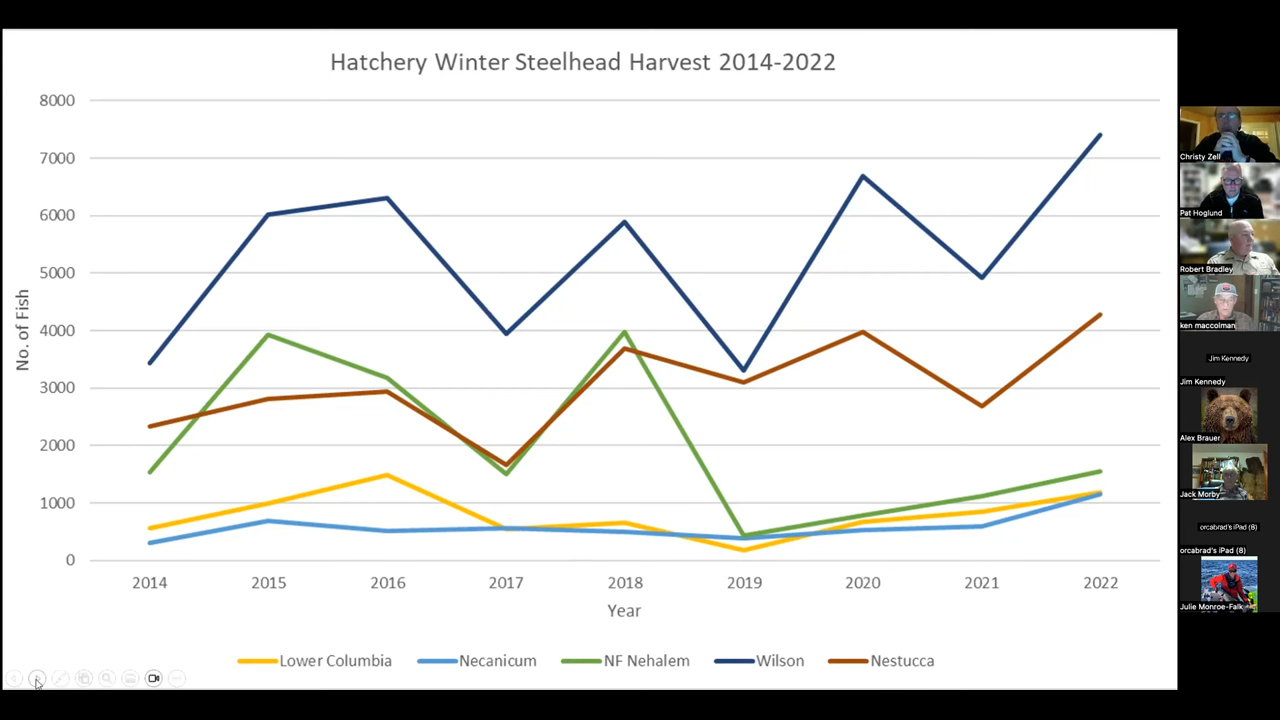 Hatchery Winter Steelhead Harvest 2014-2022
8000
7000
6000
5000
4000
3000
2000
1000
0
No. of Fish
2014 2015 2016 2017 2018 2019 2020 2021 2022
Year
Lower Columbia Necanicum NF Nehalem Wilson Nestucca
Christy Zell
Pat Hoglund
Robert Bradley
ken maccolman
Jim Kennedy
Jim Kennedy
Alex Brauer
Jack Morby
orcabrad's iPad (8)
orcabrad's iPad (8)
Julie Monroe-Falk